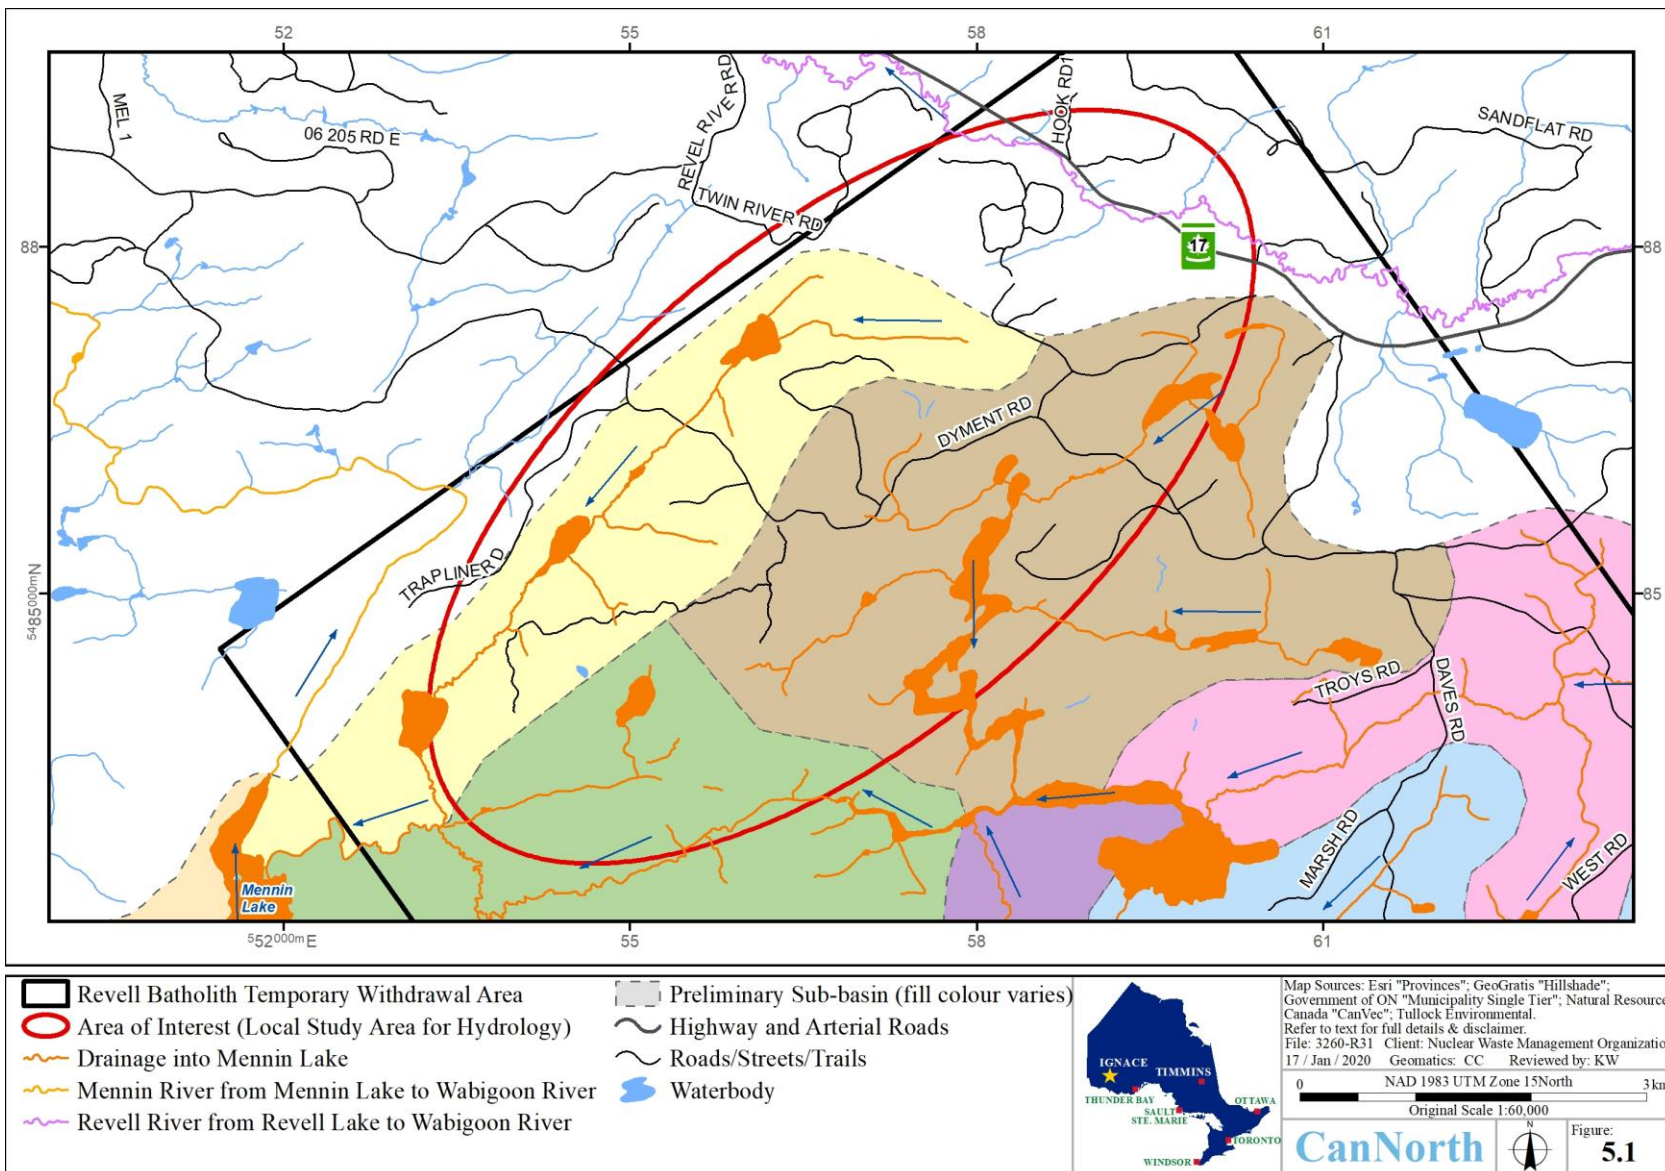 52 55 58 61
MEL 1
06 205 RD E
REVEL RIVER RD
TWIN RIVER RD
HOOK RD1
SANDFLAT RD
88 88
17
DYMENT RD
TRAPLINER D
5485000mN 85
TROYS RD
DAVES RD
MARSH RD
WEST RD
Mennin
Lake
552000mE 55 58 61
Revell Batholith Temporary Withdrawal Area
Area of Interest (Local Study Area for Hydrology)
Drainage into Mennin Lake
Mennin River from Mennin Lake to Wabigoon River
Revell River from Revell Lake to Wabigoon River
Preliminary Sub-basin (fill colour varies)
Highway and Arterial Roads
Roads/Streets/Trails
Waterbody
IGNACE
TIMMINS
THUNDER BAY
SAULT
STE. MARIE
OTTAWA
TORONTO
WINDSOR
Map Sources: Esri "Provinces"; GeoGratis "Hillshade";
Government of ON "Municipality Single Tier"; Natural Resource
Canada "CanVec"; Tullock Environmental.
Refer to text for full details & disclaimer.
File: 3260-R31 Client: Nuclear Waste Management Organizatio
17 / Jan / 2020 Geomatics: CC Reviewed by: KW
0 NAD 1983 UTM Zone 15North 3 km
Original Scale 1:60,000
CanNorth
N
Figure:
5.1